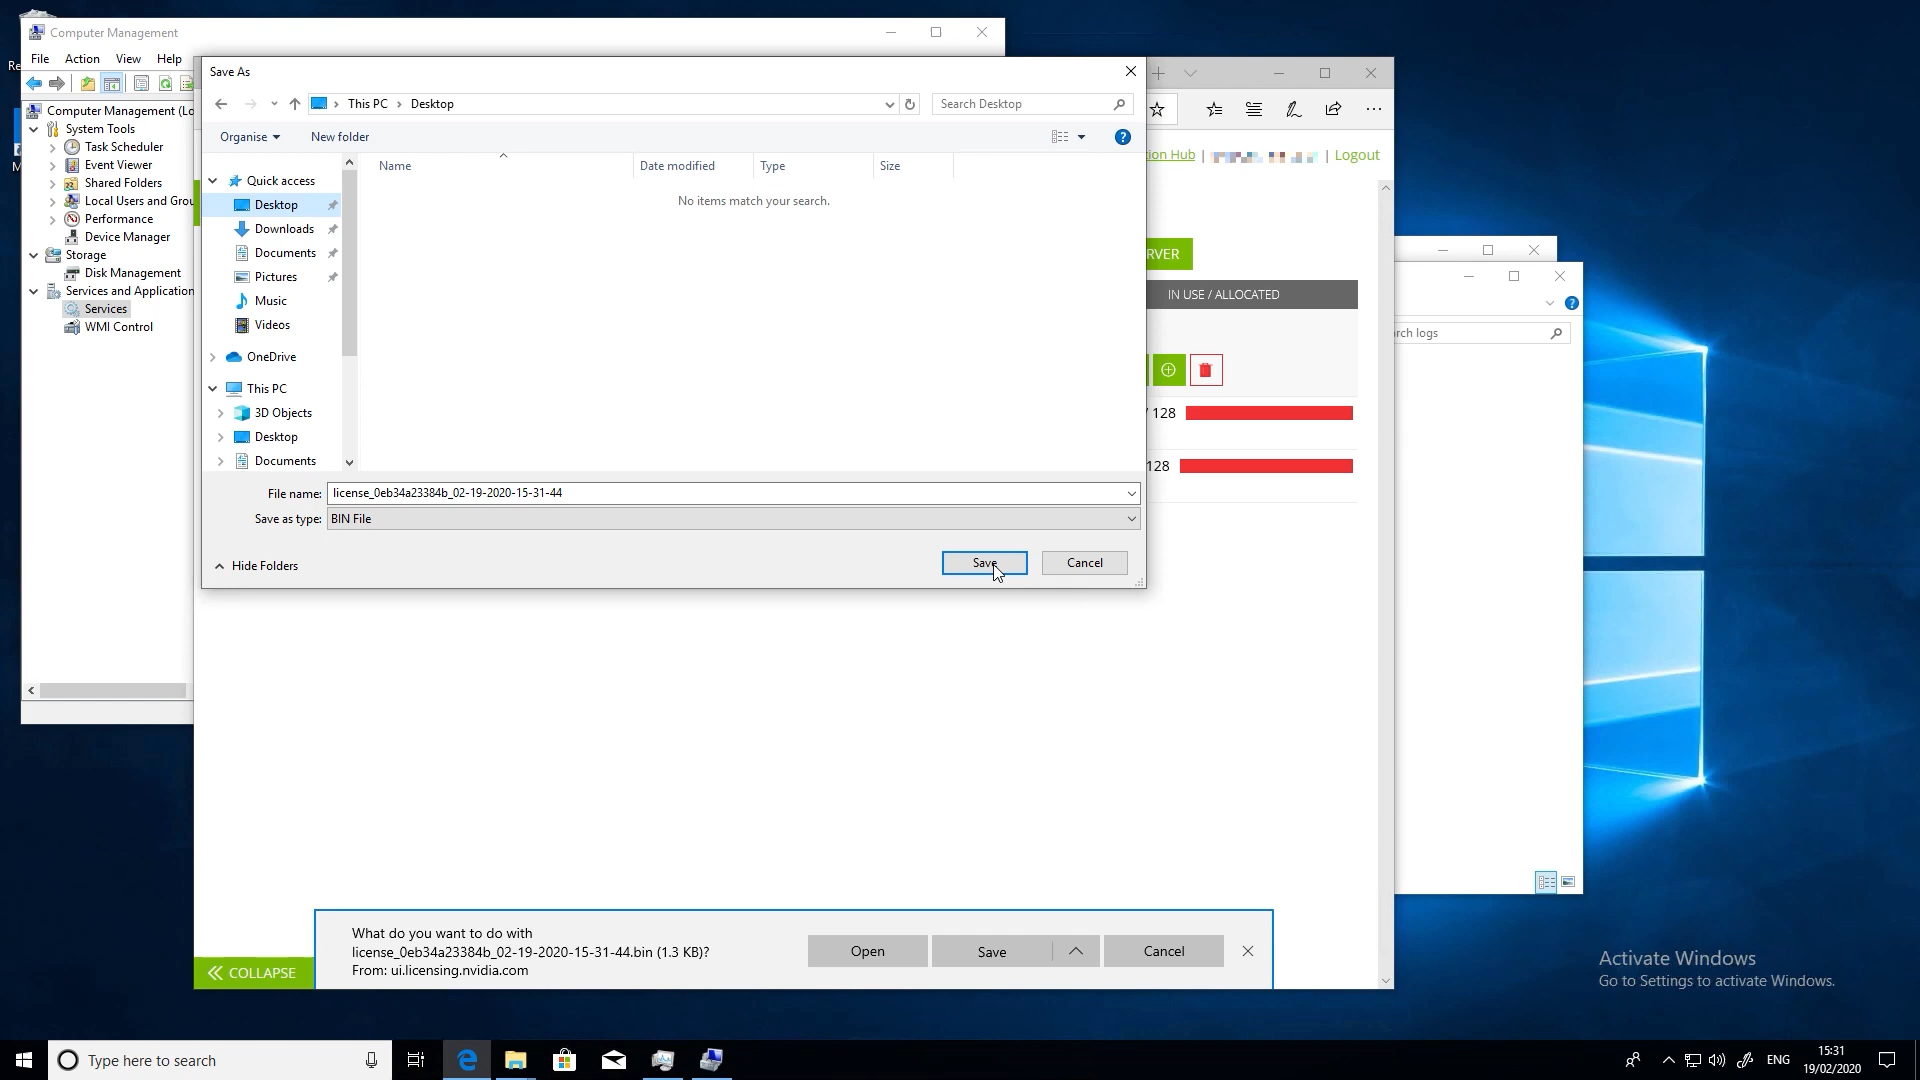 Computer Management
File Action View Help
Computer Management (Lo
System Tools
Task Scheduler
Event Viewer
Shared Folders
Local Users and Grou
Performance
Device Manager
Storage
Disk Management
Services and Application
Services
WMI Control
Save As
This PC > Desktop
Search Desktop
Organise
New folder
Name Date modified Type Size
No items match your search.
Quick access
Desktop
Downloads
Documents
Pictures
Music
Videos
OneDrive
This PC
3D Objects
Desktop
Documents
File name: license_0eb34a23384b_02-19-2020-15-31-44
Save as type: BIN File
Hide Folders
Save
Cancel
ion Hub | | Logout
RVER
IN USE / ALLOCATED
/ 128
128
rch logs
What do you want to do with
license_0eb34a23384b_02-19-2020-15-31-44.bin (1.3 KB)?
From: ui.licensing.nvidia.com
Open
Save
Cancel
COLLAPSE
Activate Windows
Go to Settings to activate Windows.
Re
M
Type here to search
ENG
15:31
19/02/2020